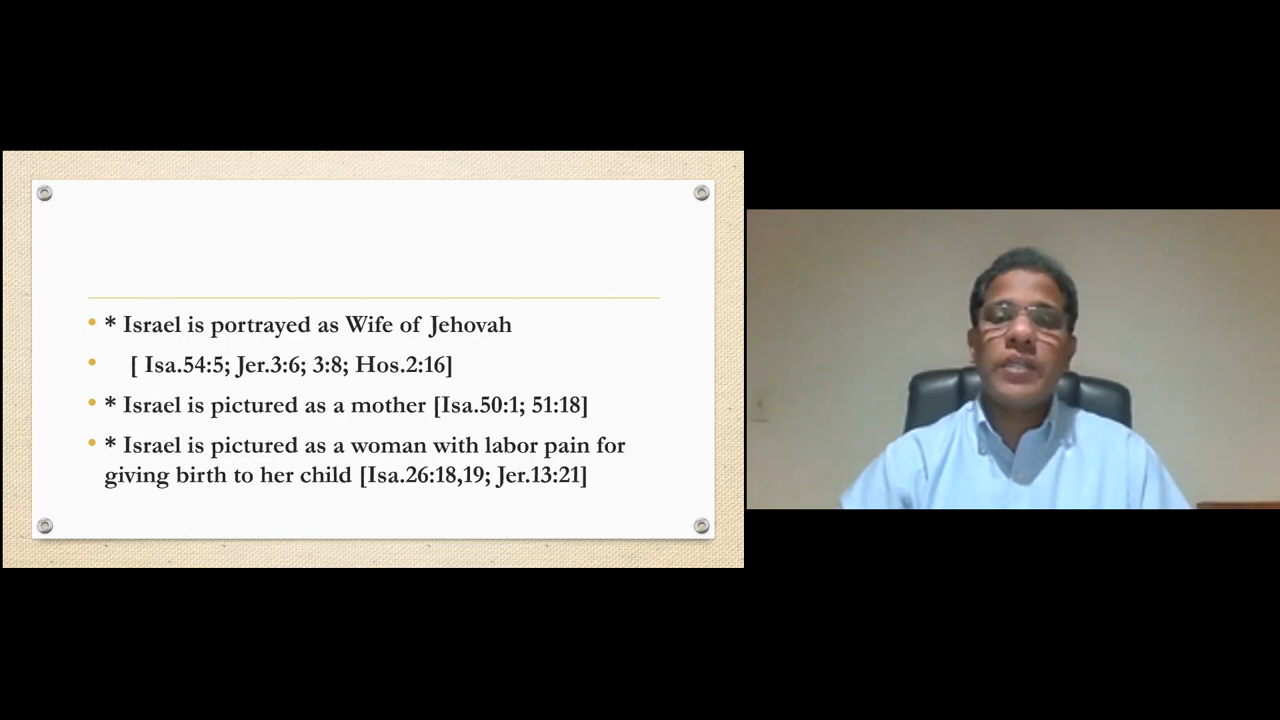 • * Israel is portrayed as Wife of Jehovah
• [ Isa.54:5; Jer.3:6; 3:8; Hos.2:16]
• * Israel is pictured as a mother [Isa.50:1; 51:18]
• * Israel is pictured as a woman with labor pain for
giving birth to her child [Isa.26:18,19; Jer.13:21]